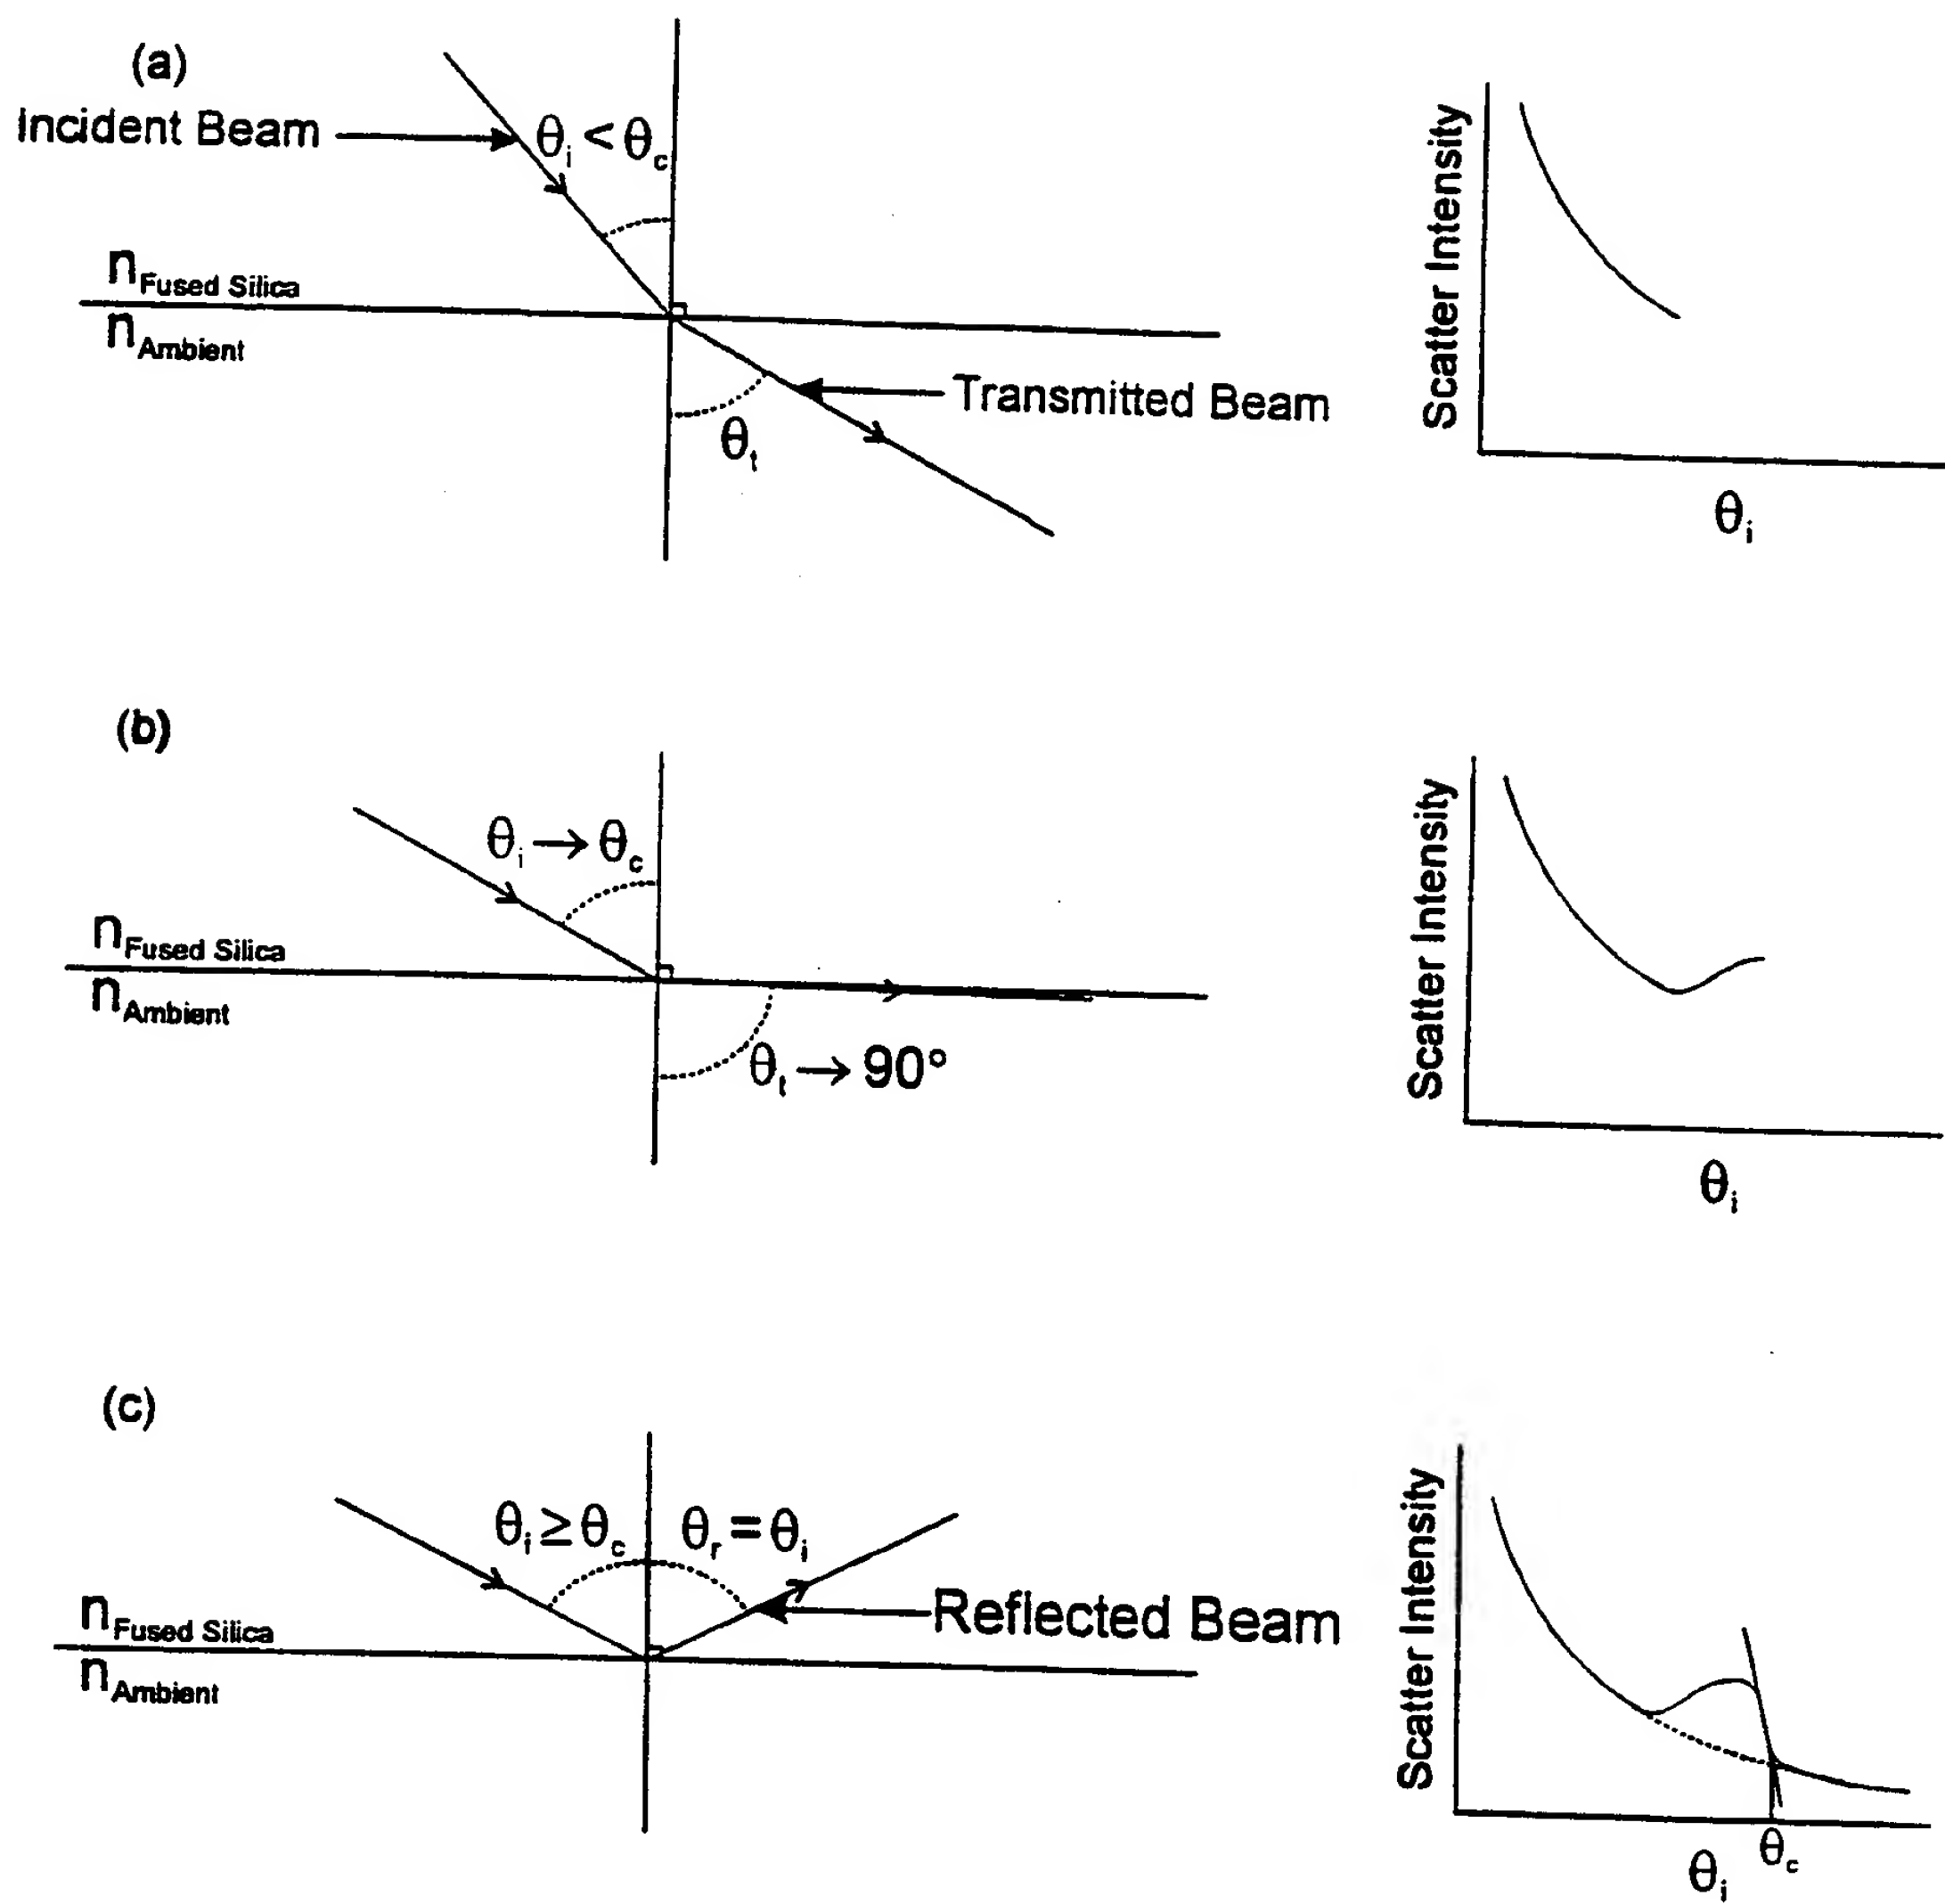 (a)
Incident Beam
θi < θc
nFused Silica
nAmbient
Transmitted Beam
θt
Scatter Intensity
θi
(b)
θi → θc
nFused Silica
nAmbient
θt → 90°
Scatter Intensity
θi
(c)
θi ≥ θc
θr = θi
nFused Silica
nAmbient
Reflected Beam
Scatter Intensity
θc
θi